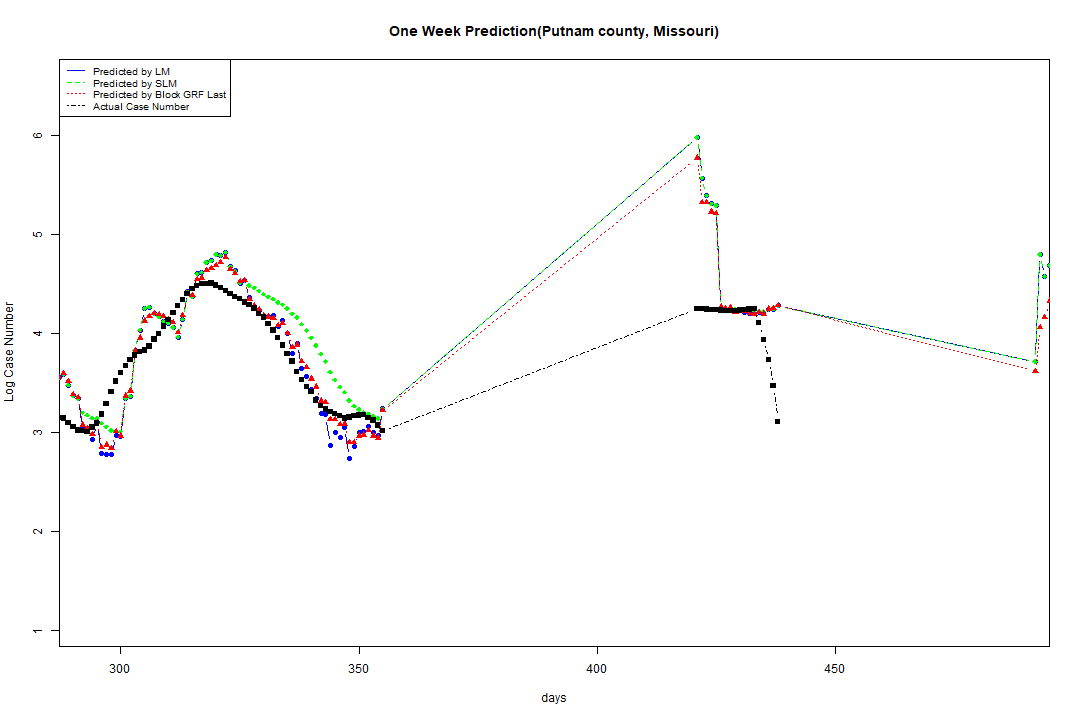 One Week Prediction(Putnam county, Missouri)
Predicted by LM
Predicted by SLM
Predicted by Block GRF Last
Actual Case Number
6
5
4
3
2
1
Log Case Number
300 350 400 450
days